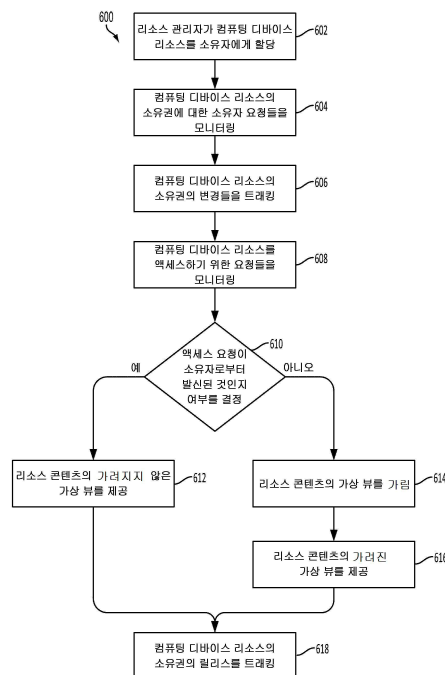 600
리소스 관리자가 컴퓨팅 디바이스
리소스를 소유자에게 할당
602
컴퓨팅 디바이스 리소스의
소유권에 대한 소유자 요청들을
모니터링
604
컴퓨팅 디바이스 리소스의
소유권의 변경들을 트래킹
606
컴퓨팅 디바이스 리소스를
액세스하기 위한 요청들을
모니터링
608
액세스 요청이
소유자로부터
발신된 것인지
여부를 결정
610
예
아니오
리소스 콘텐츠의 가려지지 않은
가상 뷰를 제공
612
리소스 콘텐츠의 가상 뷰를 가림
614
리소스 콘텐츠의 가려진
가상 뷰를 제공
616
컴퓨팅 디바이스 리소스의
소유권의 릴리스를 트래킹
618